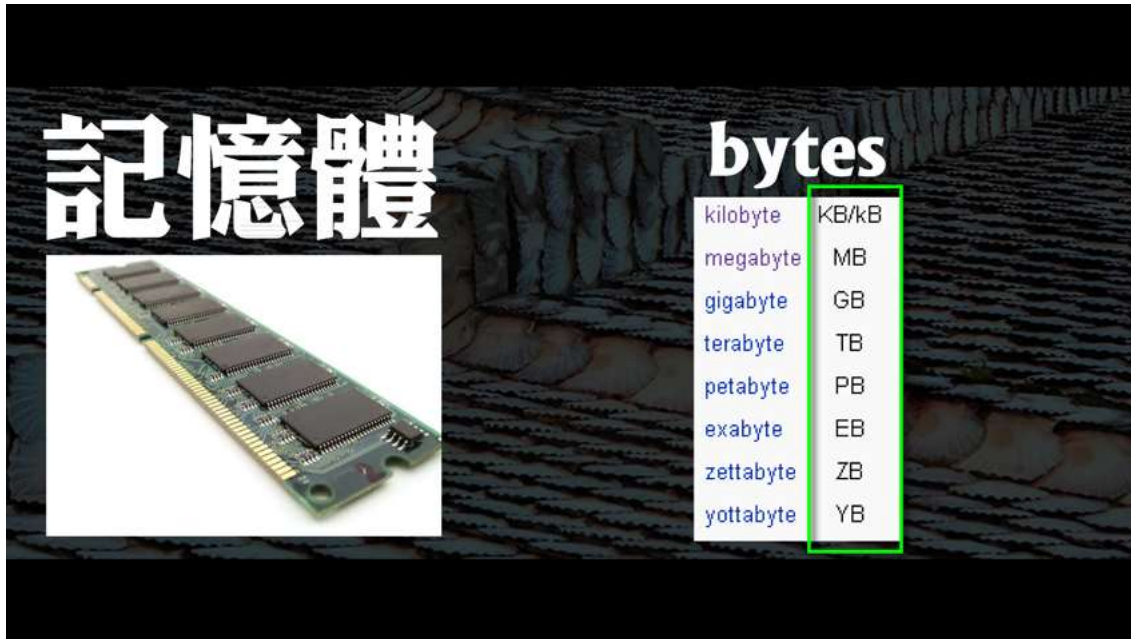 記憶體
bytes
kilobyte KB/kB
megabyte MB
gigabyte GB
terabyte TB
petabyte PB
exabyte EB
zettabyte ZB
yottabyte YB